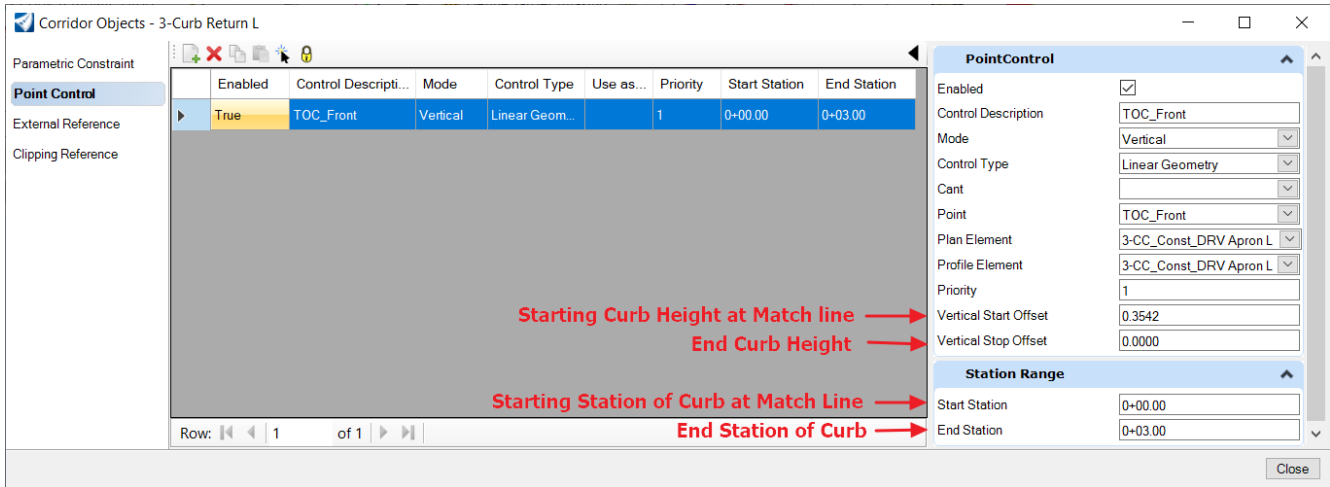 Corridor Objects - 3-Curb Return L
Parametric Constraint
Point Control
External Reference
Clipping Reference
Enabled Control Descripti... Mode Control Type Use as... Priority Start Station End Station
True TOC_Front Vertical Linear Geom... 1 0+00.00 0+03.00
Row: 1 of 1
PointControl
Enabled
Control Description TOC_Front
Mode Vertical
Control Type Linear Geometry
Cant
Point TOC_Front
Plan Element 3-CC_Const_DRV Apron L
Profile Element 3-CC_Const_DRV Apron L
Priority 1
Starting Curb Height at Match line Vertical Start Offset 0.3542
End Curb Height Vertical Stop Offset 0.0000
Station Range
Starting Station of Curb at Match Line Start Station 0+00.00
End Station of Curb End Station 0+03.00
Close